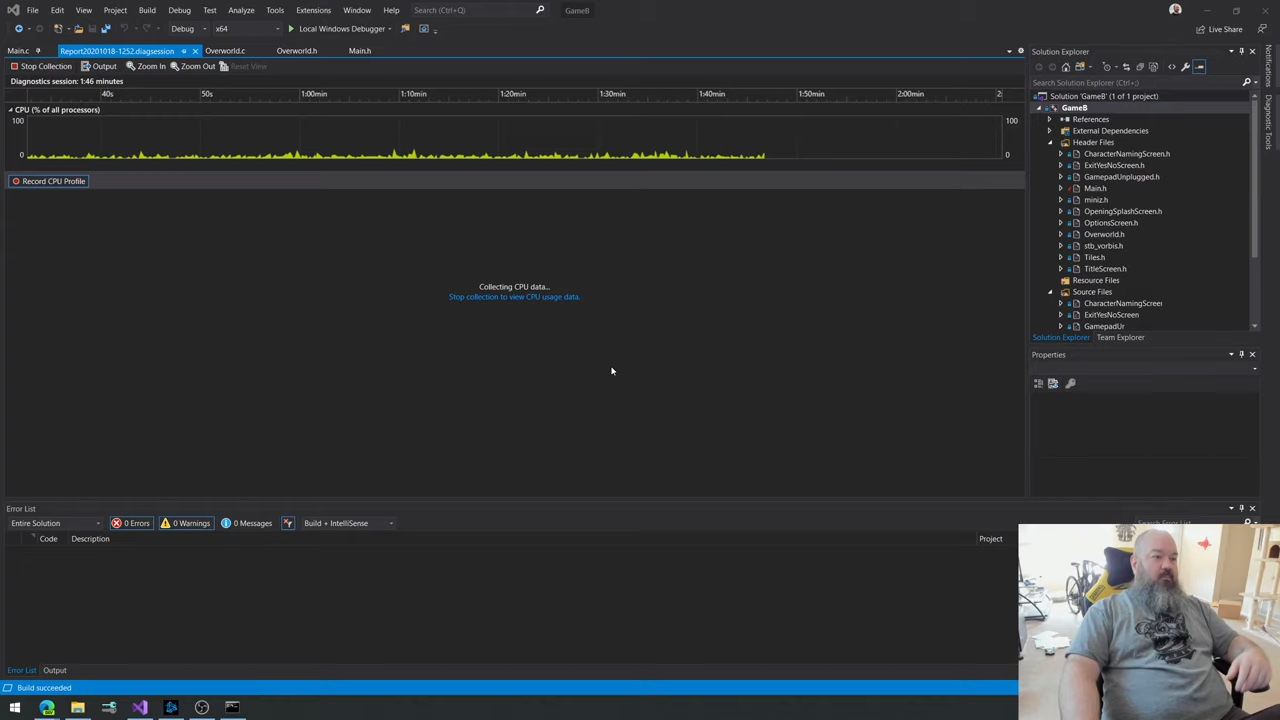 File Edit View Project Build Debug Test Analyze Tools Extensions Window Help Search (Ctrl+Q) GameB
Debug x64 Local Windows Debugger Live Share
Main.c Report20201018-1252.diagsession Overworld.c Overworld.h Main.h
Stop Collection Output Zoom In Zoom Out Reset View
Diagnostics session: 1:46 minutes
40s 50s 1:00min 1:10min 1:20min 1:30min 1:40min 1:50min 2:00min 2:
CPU (% of all processors)
100 100
0 0
Record CPU Profile
Collecting CPU data...
Stop collection to view CPU usage data.
Solution Explorer
Search Solution Explorer (Ctrl+;)
Solution 'GameB' (1 of 1 project)
GameB
References
External Dependencies
Header Files
CharacterNamingScreen.h
ExitYesNoScreen.h
GamepadUnplugged.h
Main.h
miniz.h
OpeningSplashScreen.h
OptionsScreen.h
Overworld.h
stb_vorbis.h
Tiles.h
TitleScreen.h
Resource Files
Source Files
CharacterNamingScreen
ExitYesNoScreen
GamepadUr
Solution Explorer Team Explorer
Properties
Notifications
Diagnostic Tools
Error List
Entire Solution 0 Errors 0 Warnings 0 Messages Build + IntelliSense
Code Description Project
Error List Output
Build succeeded